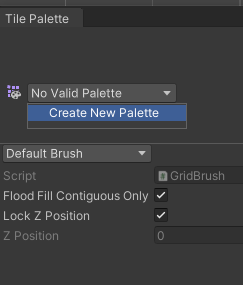 Tile Palette
No Valid Palette
Create New Palette
Default Brush
Script GridBrush
Flood Fill Contiguous Only
Lock Z Position
Z Position 0